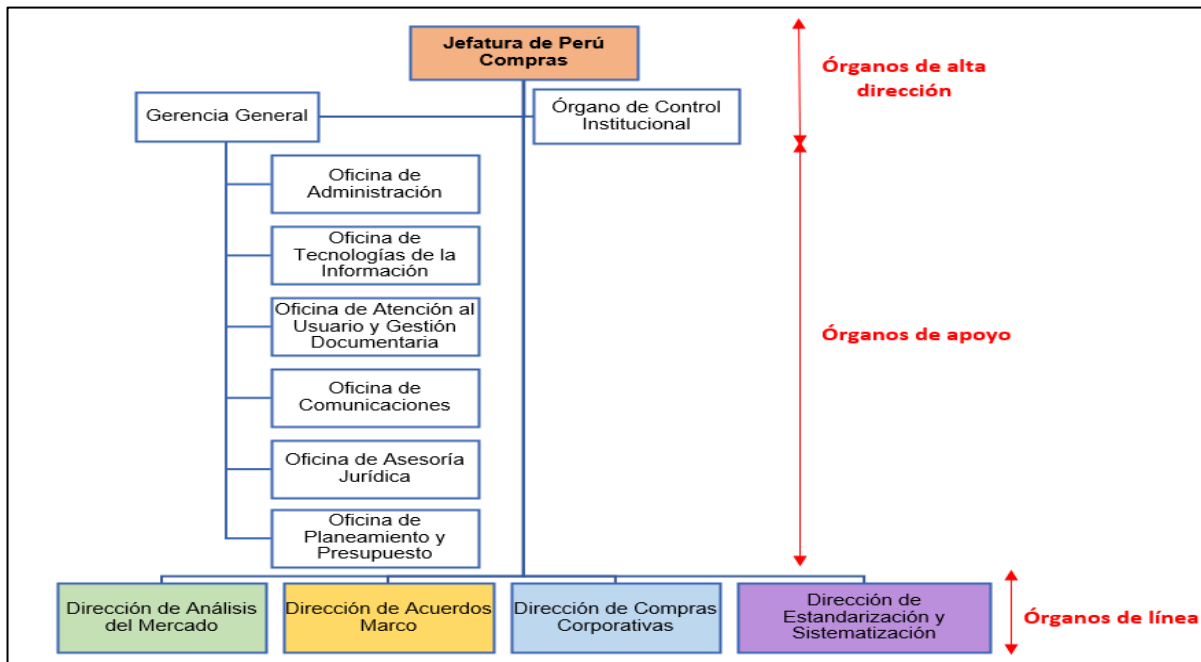 Jefatura de Perú
Compras
Órganos de alta
dirección
Gerencia General
Órgano de Control
Institucional
Oficina de
Administración
Oficina de
Tecnologías de la
Información
Oficina de Atención al
Usuario y Gestión
Documentaria
Órganos de apoyo
Oficina de
Comunicaciones
Oficina de Asesoría
Jurídica
Oficina de
Planeamiento y
Presupuesto
Dirección de Análisis
del Mercado
Dirección de Acuerdos
Marco
Dirección de Compras
Corporativas
Dirección de
Estandarización y
Sistematización
Órganos de línea